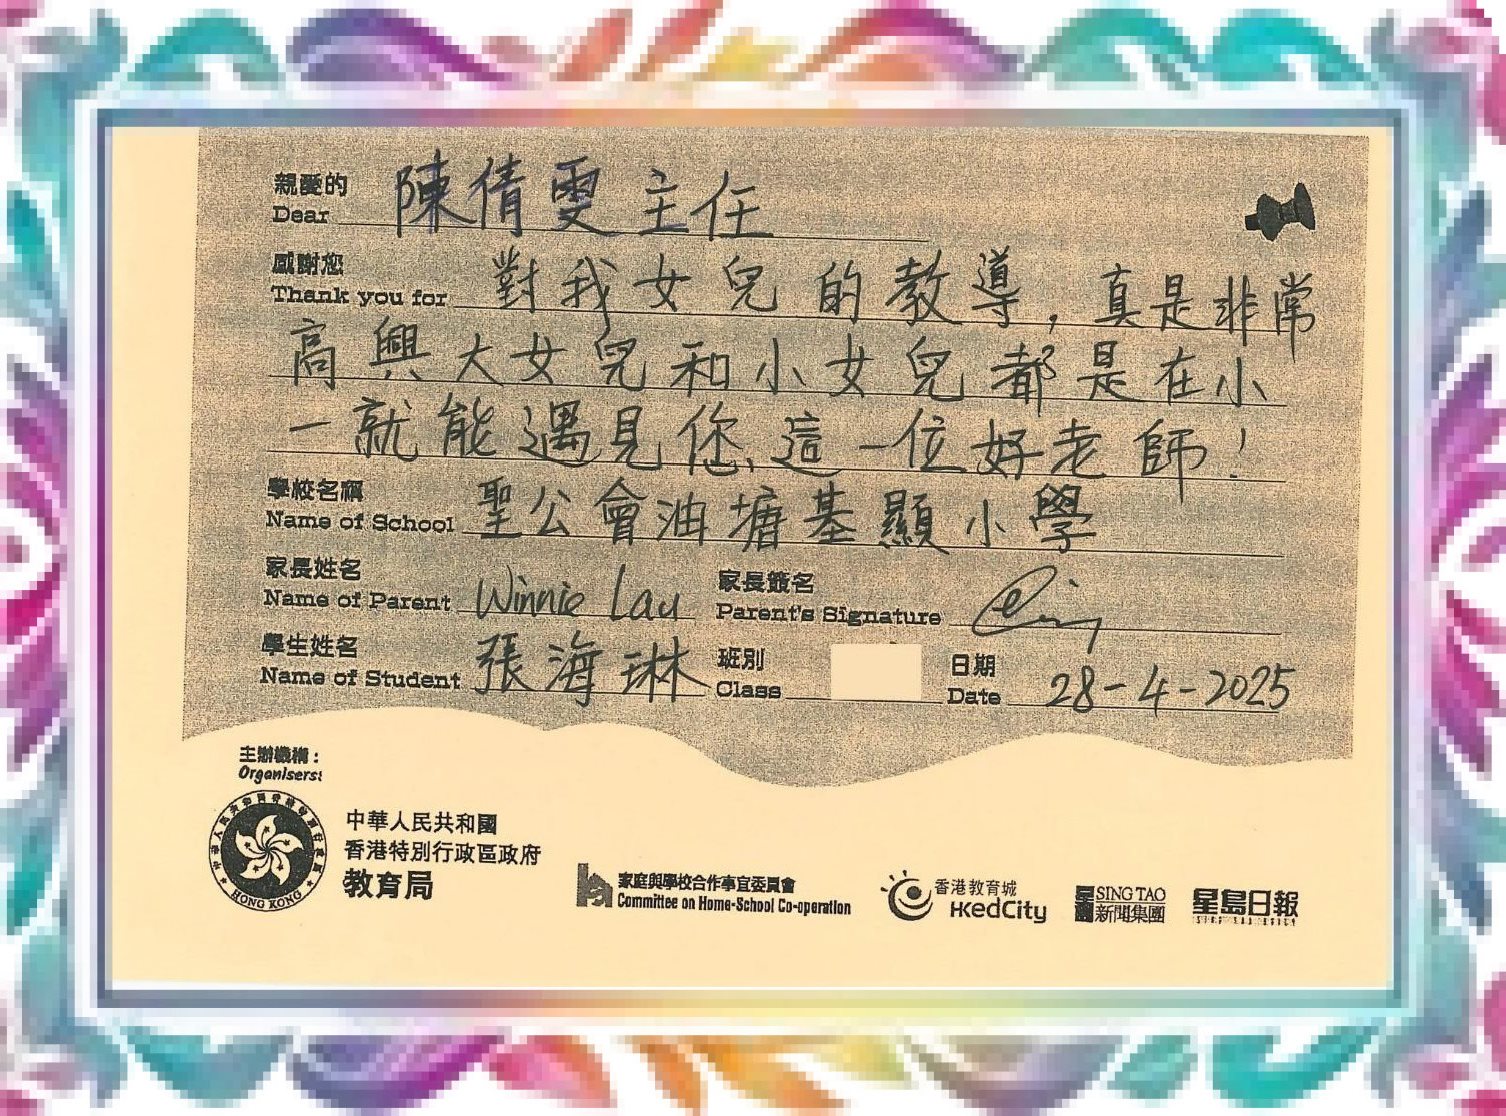 親愛的
Dear 陳倩雯主任
感謝您
Thank you for 對我女兒的教導，真是非常
高興大女兒和小女兒都是在小
一就能遇見您這一位好老師！
學校名稱
Name of School 聖公會油塘基顯小學
家長姓名 家長簽名
Name of Parent Winnie Lau Parent's Signature
學生姓名 班別 日期
Name of Student 張海琳 Class Date 28-4-2025
主辦機構：
Organisers:
HONG KONG
中華人民共和國
香港特別行政區政府
教育局
家庭與學校合作事宜委員會
Committee on Home-School Co-operation
香港教育城
HKedCity
星島 SING TAO
新聞集團
星島日報